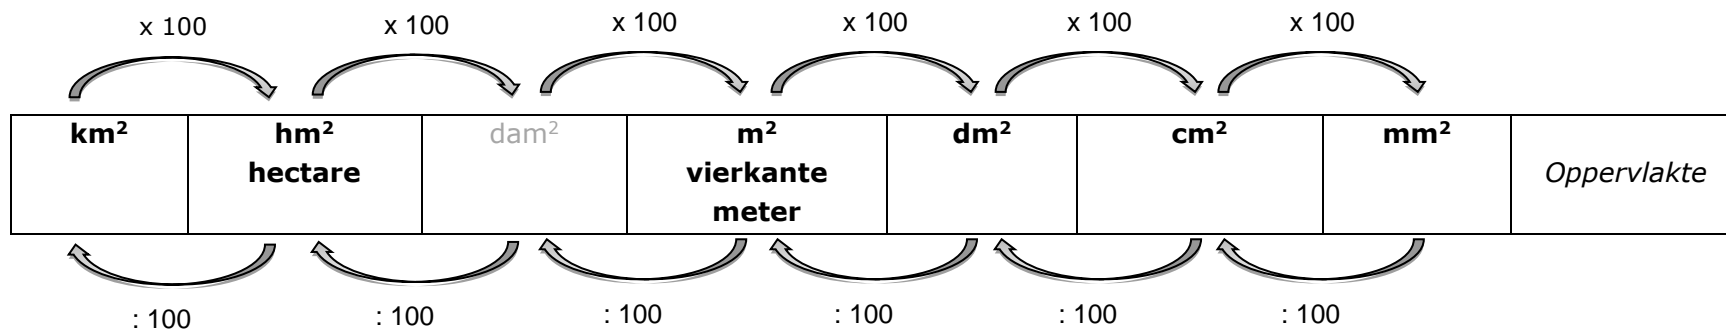 x 100 x 100 x 100 x 100 x 100 x 100
km² hm² dam² m² dm² cm² mm²
hectare vierkante Oppervlakte
meter
: 100 : 100 : 100 : 100 : 100 : 100